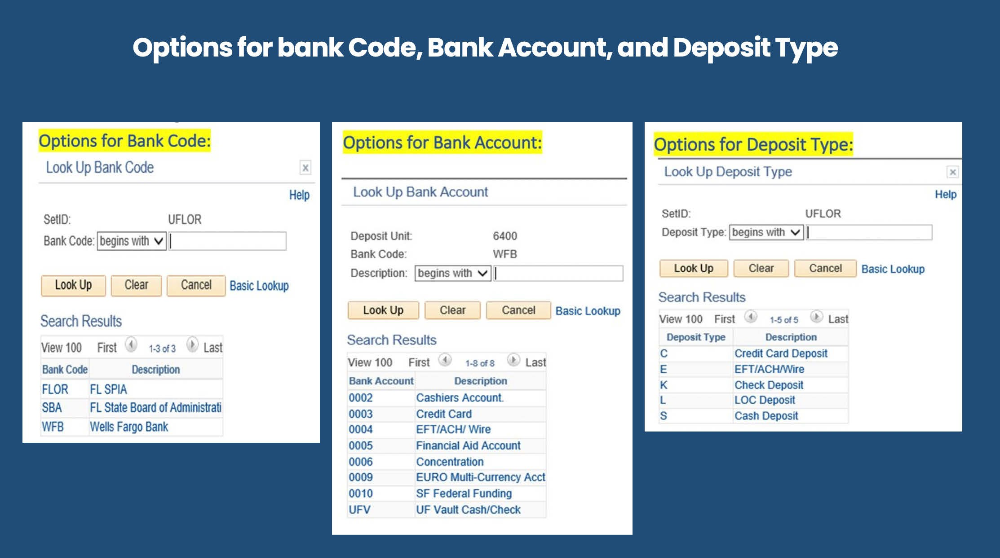 Options for bank Code, Bank Account, and Deposit Type
Options for Bank Code:
Look Up Bank Code
x
Help
SetID: UFLOR
Bank Code: begins with
Look Up Clear Cancel Basic Lookup
Search Results
View 100 First 1-3 of 3 Last
Bank Code Description
FLOR FL SPIA
SBA FL State Board of Administrati
WFB Wells Fargo Bank
Options for Bank Account:
Look Up Bank Account
Deposit Unit: 6400
Bank Code: WFB
Description: begins with
Look Up Clear Cancel Basic Lookup
Search Results
View 100 First 1-8 of 8 Last
Bank Account Description
0002 Cashiers Account.
0003 Credit Card
0004 EFT/ACH/ Wire
0005 Financial Aid Account
0006 Concentration
0009 EURO Multi-Currency Acct
0010 SF Federal Funding
UFV UF Vault Cash/Check
Options for Deposit Type:
Look Up Deposit Type
x
Help
SetID: UFLOR
Deposit Type: begins with
Look Up Clear Cancel Basic Lookup
Search Results
View 100 First 1-5 of 5 Last
Deposit Type Description
C Credit Card Deposit
E EFT/ACH/Wire
K Check Deposit
L LOC Deposit
S Cash Deposit